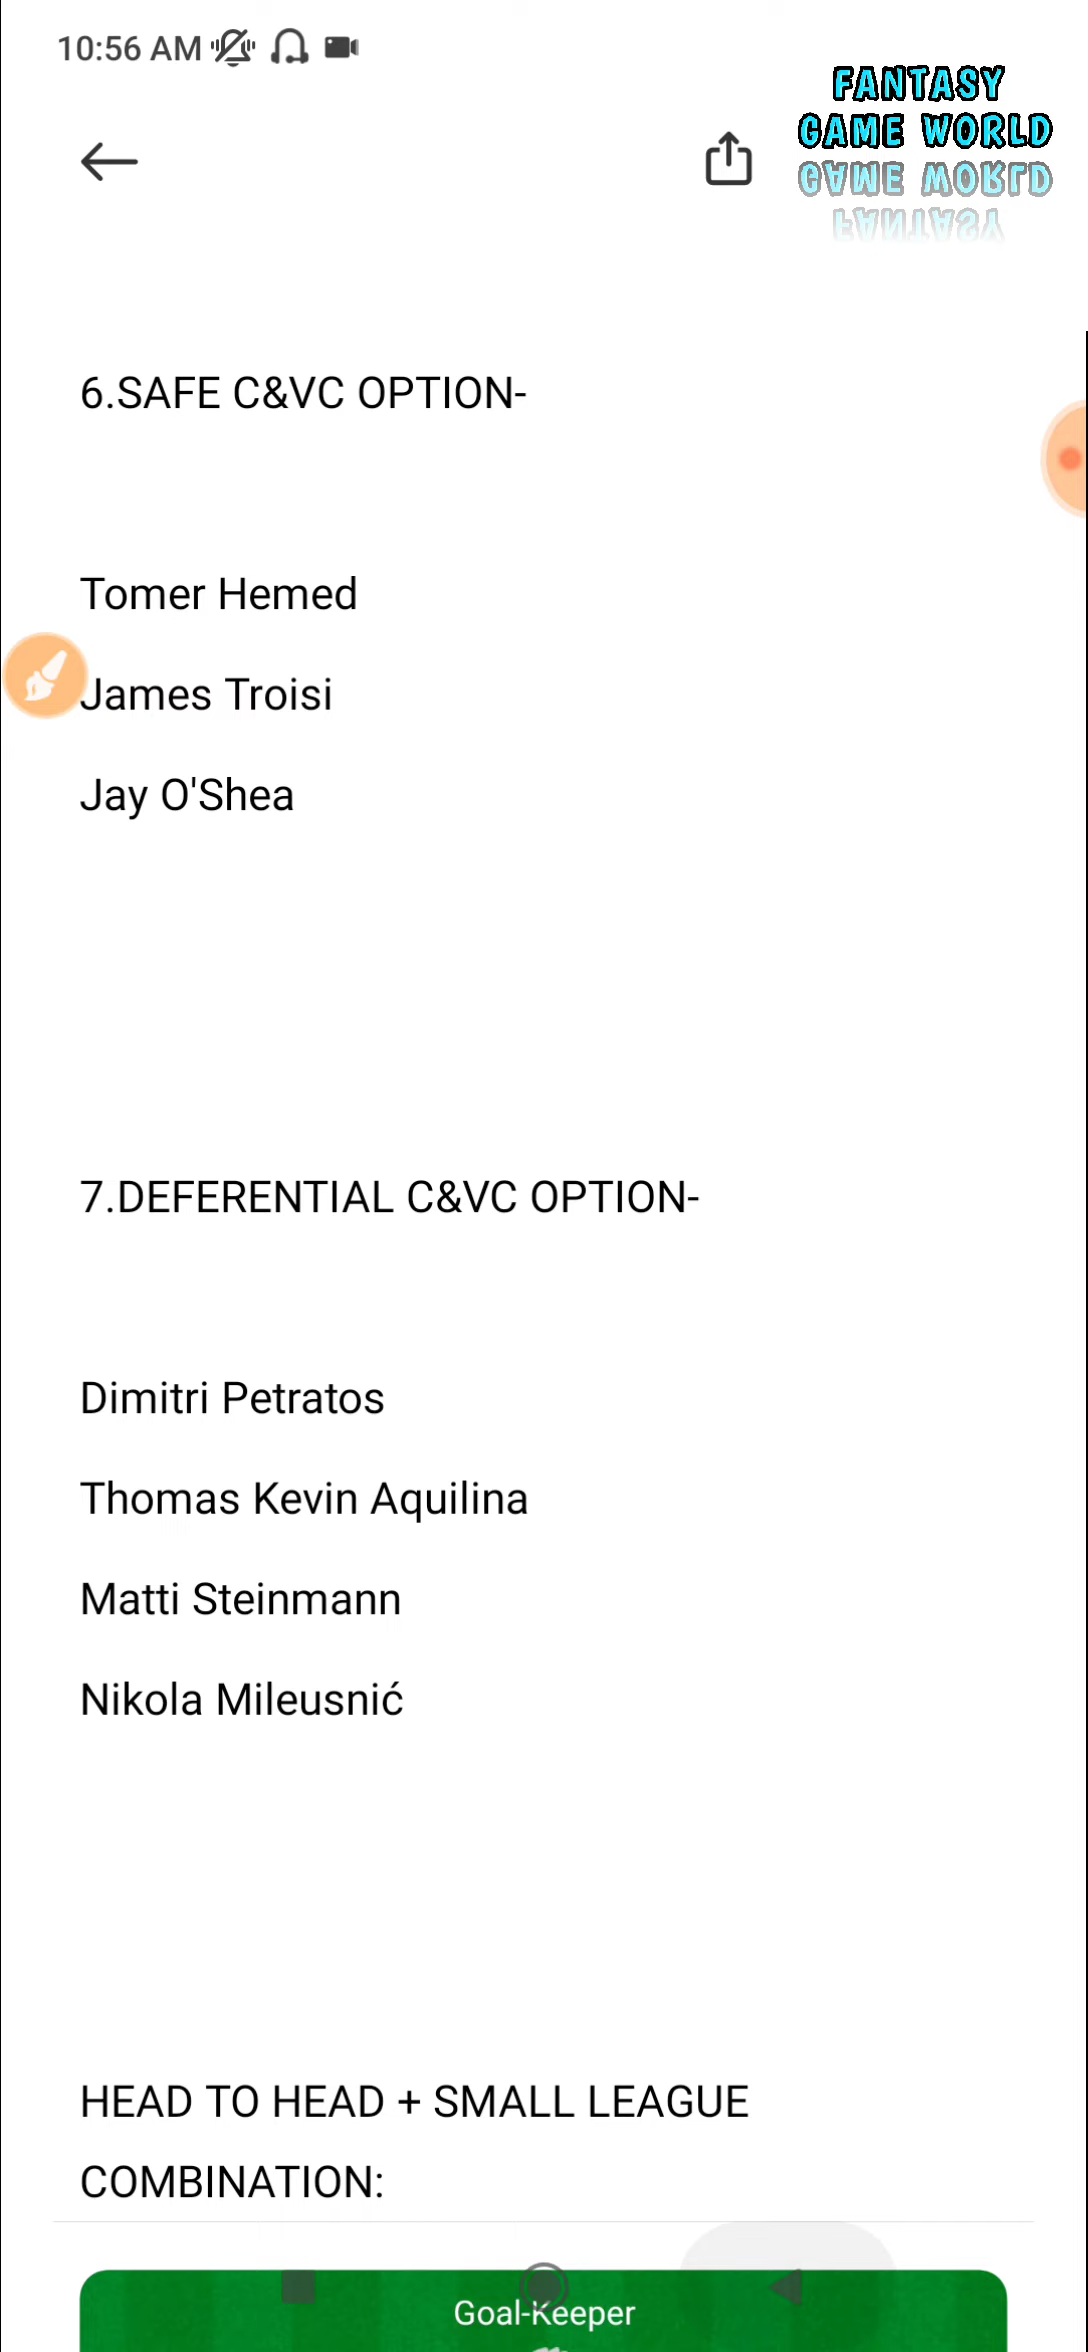 10:56 AM
FANTASY
GAME WORLD
6.SAFE C&VC OPTION-
Tomer Hemed
James Troisi
Jay O'Shea
7.DEFERENTIAL C&VC OPTION-
Dimitri Petratos
Thomas Kevin Aquilina
Matti Steinmann
Nikola Mileusnić
HEAD TO HEAD + SMALL LEAGUE
COMBINATION:
Goal-Keeper